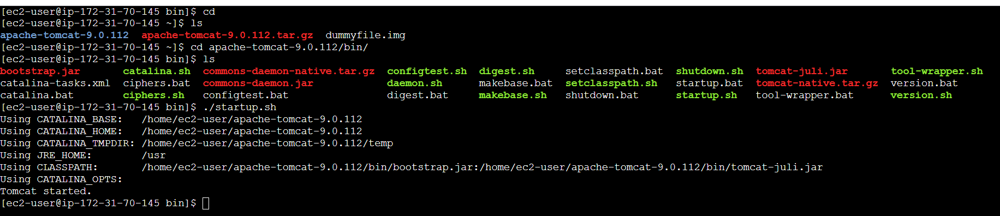 [ec2-user@ip-172-31-70-145 bin]$ cd
[ec2-user@ip-172-31-70-145 ~]$ ls
apache-tomcat-9.0.112  apache-tomcat-9.0.112.tar.gz  dummyfile.img
[ec2-user@ip-172-31-70-145 ~]$ cd apache-tomcat-9.0.112/bin/
[ec2-user@ip-172-31-70-145 bin]$ ls
bootstrap.jar       catalina.sh  commons-daemon-native.tar.gz  configtest.sh  digest.sh     setclasspath.bat  shutdown.sh  tomcat-juli.jar       tool-wrapper.sh
catalina-tasks.xml  ciphers.bat  commons-daemon.jar            daemon.sh      makebase.bat  setclasspath.sh   startup.bat  tomcat-native.tar.gz  version.bat
catalina.bat        ciphers.sh   configtest.bat                digest.bat     makebase.sh   shutdown.bat      startup.sh   tool-wrapper.bat      version.sh
[ec2-user@ip-172-31-70-145 bin]$ ./startup.sh
Using CATALINA_BASE:   /home/ec2-user/apache-tomcat-9.0.112
Using CATALINA_HOME:   /home/ec2-user/apache-tomcat-9.0.112
Using CATALINA_TMPDIR: /home/ec2-user/apache-tomcat-9.0.112/temp
Using JRE_HOME:        /usr
Using CLASSPATH:       /home/ec2-user/apache-tomcat-9.0.112/bin/bootstrap.jar:/home/ec2-user/apache-tomcat-9.0.112/bin/tomcat-juli.jar
Using CATALINA_OPTS:
Tomcat started.
[ec2-user@ip-172-31-70-145 bin]$